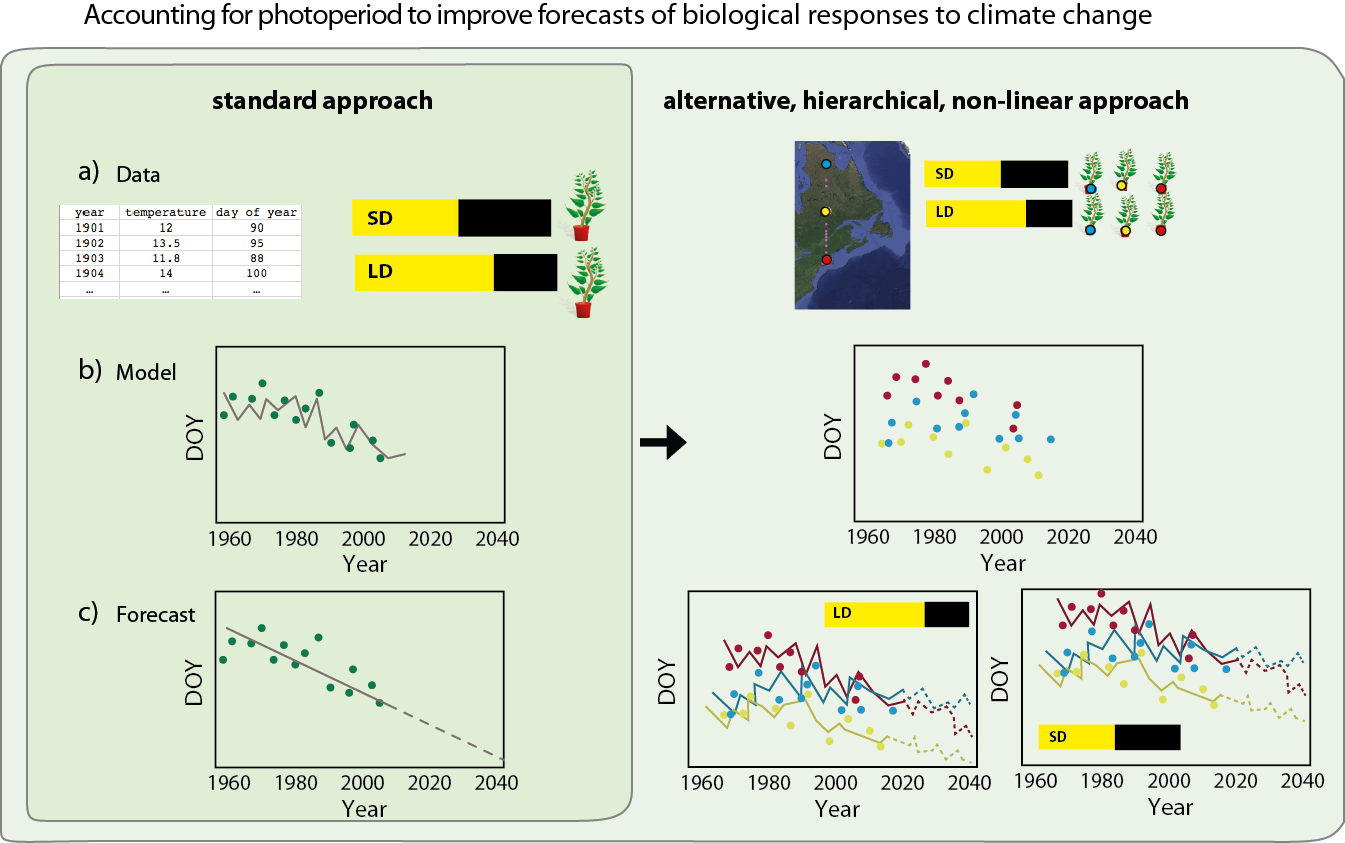 Accounting for photoperiod to improve forecasts of biological responses to climate change
standard approach
a) Data
year temperature day of year
1901 12 90
1902 13.5 95
1903 11.8 88
1904 14 100
… … …
SD
LD
b) Model
DOY
1960 1980 2000 2020 2040
Year
c) Forecast
DOY
1960 1980 2000 2020 2040
Year
alternative, hierarchical, non-linear approach
SD
LD
DOY
1960 1980 2000 2020 2040
Year
LD
DOY
1960 1980 2000 2020 2040
Year
SD
DOY
1960 1980 2000 2020 2040
Year